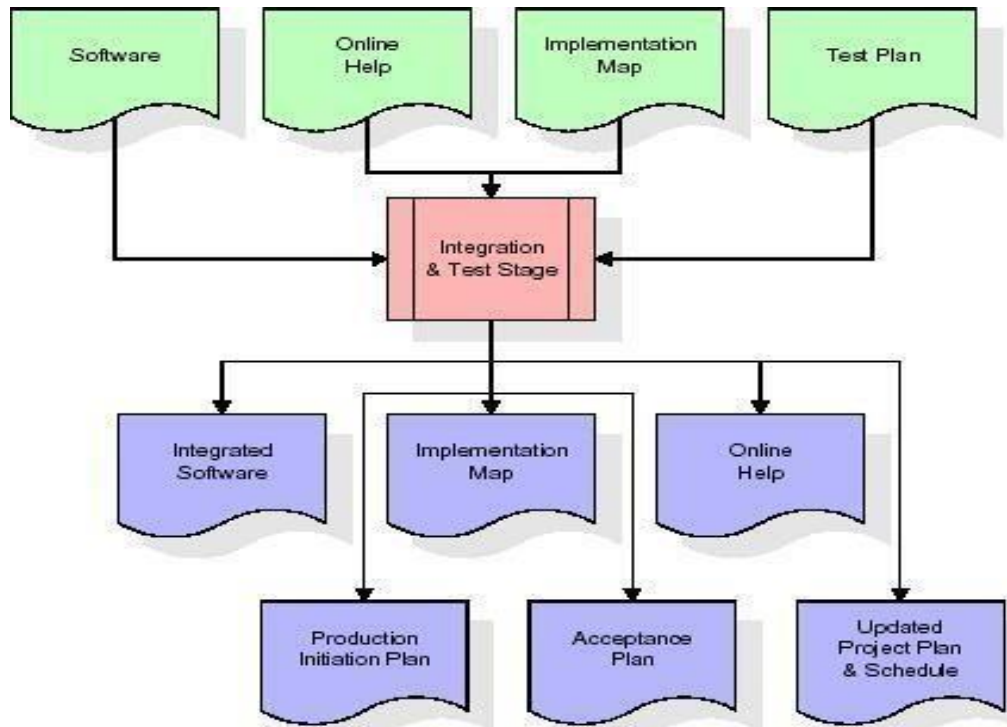 Software
Online
Help
Implementation
Map
Test Plan
Integration
& Test Stage
Integrated
Software
Implementation
Map
Online
Help
Production
Initiation Plan
Acceptance
Plan
Updated
Project Plan
& Schedule